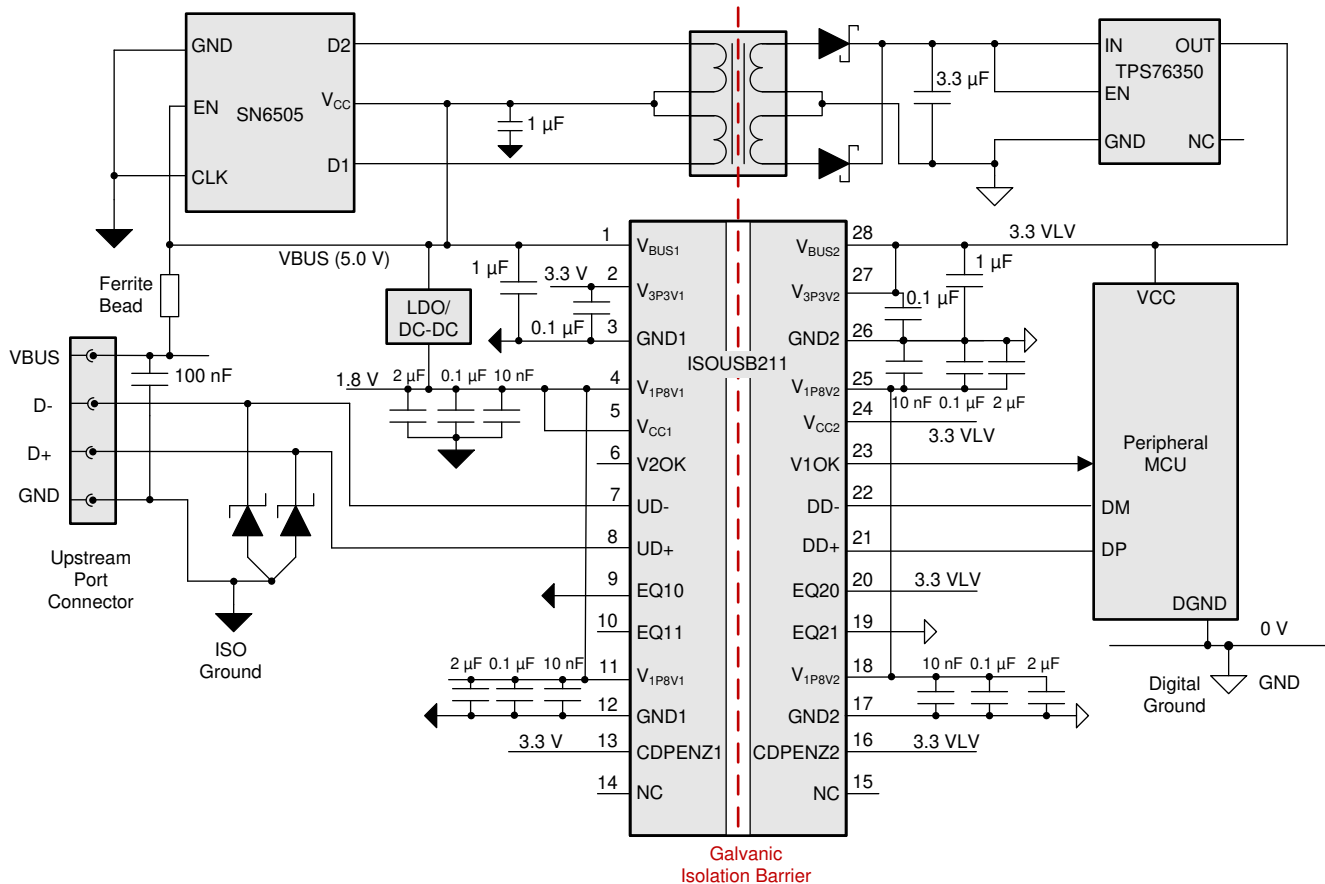 GND
EN
CLK
SN6505
D2
VCC
D1
1 µF
3.3 µF
IN
OUT
TPS76350
EN
GND
NC
Ferrite
Bead
VBUS (5.0 V)
LDO/
DC-DC
1 µF
3.3 V
0.1 µF
1.8 V
2 µF
0.1 µF
10 nF
VBUS
D-
D+
GND
100 nF
Upstream
Port
Connector
ISO
Ground
2 µF
0.1 µF
10 nF
3.3 V
1
2
3
4
5
6
7
8
9
10
11
12
13
14
VBUS1
V3P3V1
GND1
V1P8V1
VCC1
V2OK
UD-
UD+
EQ10
EQ11
V1P8V1
GND1
CDPENZ1
NC
ISOUSB211
VBUS2
V3P3V2
GND2
V1P8V2
VCC2
V1OK
DD-
DD+
EQ20
EQ21
V1P8V2
GND2
CDPENZ2
NC
28
27
26
25
24
23
22
21
20
19
18
17
16
15
3.3 VLV
1 µF
0.1 µF
10 nF
0.1 µF
2 µF
3.3 VLV
3.3 VLV
10 nF
0.1 µF
2 µF
3.3 VLV
VCC
Peripheral
MCU
DM
DP
DGND
0 V
Digital
Ground
GND
Galvanic
Isolation Barrier